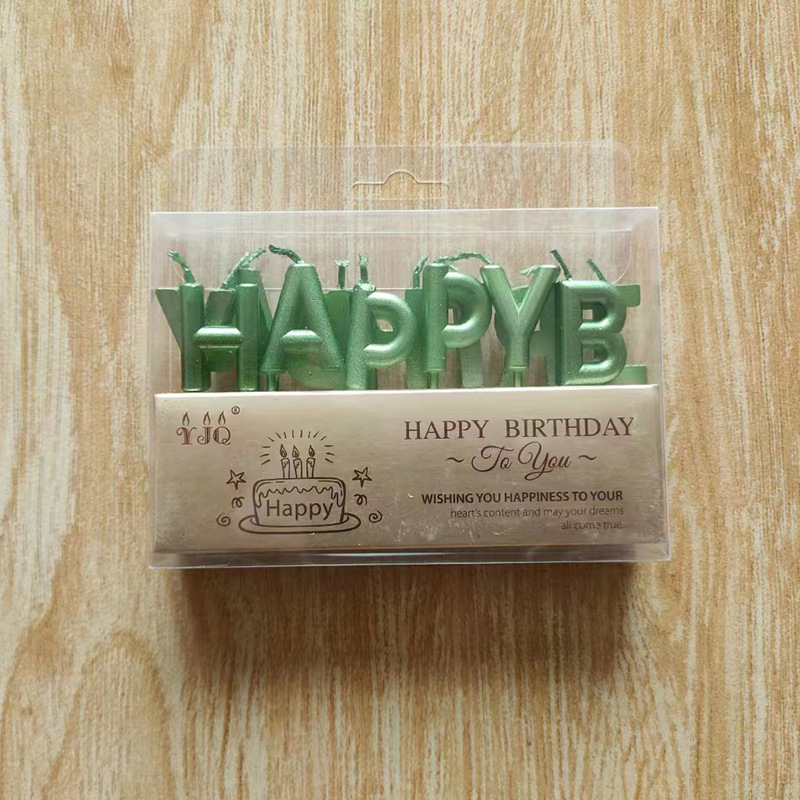 HAPPYB
YJQ®
HAPPY BIRTHDAY
~ To You ~
Happy
WISHING YOU HAPPINESS TO YOUR
heart's content and may your dreams
all come true.